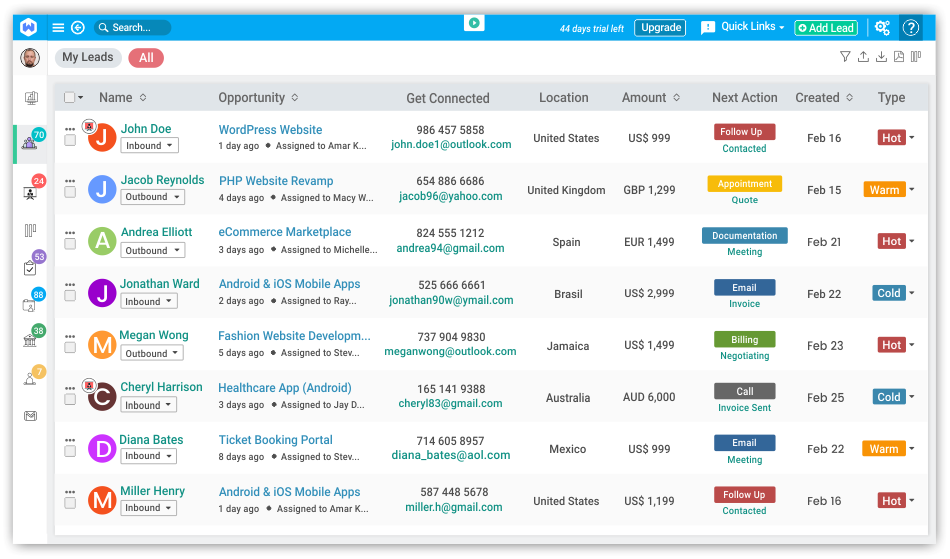 Search...
44 days trial left
Upgrade
Quick Links
Add Lead
?
My Leads
All
Name Opportunity Get Connected Location Amount Next Action Created Type
70
24
53
88
38
7
J John Doe WordPress Website 986 457 5858 United States US$ 999 Follow Up Feb 16 Hot
Inbound 1 day ago • Assigned to Amar K... john.doe1@outlook.com Contacted
J Jacob Reynolds PHP Website Revamp 654 886 6686 United Kingdom GBP 1,299 Appointment Feb 15 Warm
Outbound 4 days ago • Assigned to Macy W... jacob96@yahoo.com Quote
A Andrea Elliott eCommerce Marketplace 824 555 1212 Spain EUR 1,499 Documentation Feb 21 Hot
Outbound 3 days ago • Assigned to Michelle... andrea94@gmail.com Meeting
J Jonathan Ward Android & iOS Mobile Apps 525 666 6661 Brasil US$ 2,999 Email Feb 22 Cold
Inbound 2 days ago • Assigned to Ray... jonathan90w@ymail.com Invoice
M Megan Wong Fashion Website Developm... 737 904 9830 Jamaica US$ 1,499 Billing Feb 23 Hot
Outbound 5 days ago • Assigned to Stev... meganwong@outlook.com Negotiating
C Cheryl Harrison Healthcare App (Android) 165 141 9388 Australia AUD 6,000 Call Feb 25 Cold
Inbound 3 days ago • Assigned to Jay D... cheryl83@gmail.com Invoice Sent
D Diana Bates Ticket Booking Portal 714 605 8957 Mexico US$ 999 Email Feb 22 Warm
Inbound 8 days ago • Assigned to Stev... diana_bates@aol.com Meeting
M Miller Henry Android & iOS Mobile Apps 587 448 5678 United States US$ 1,199 Follow Up Feb 16 Hot
Inbound 1 day ago • Assigned to Amar K... miller.h@gmail.com Contacted